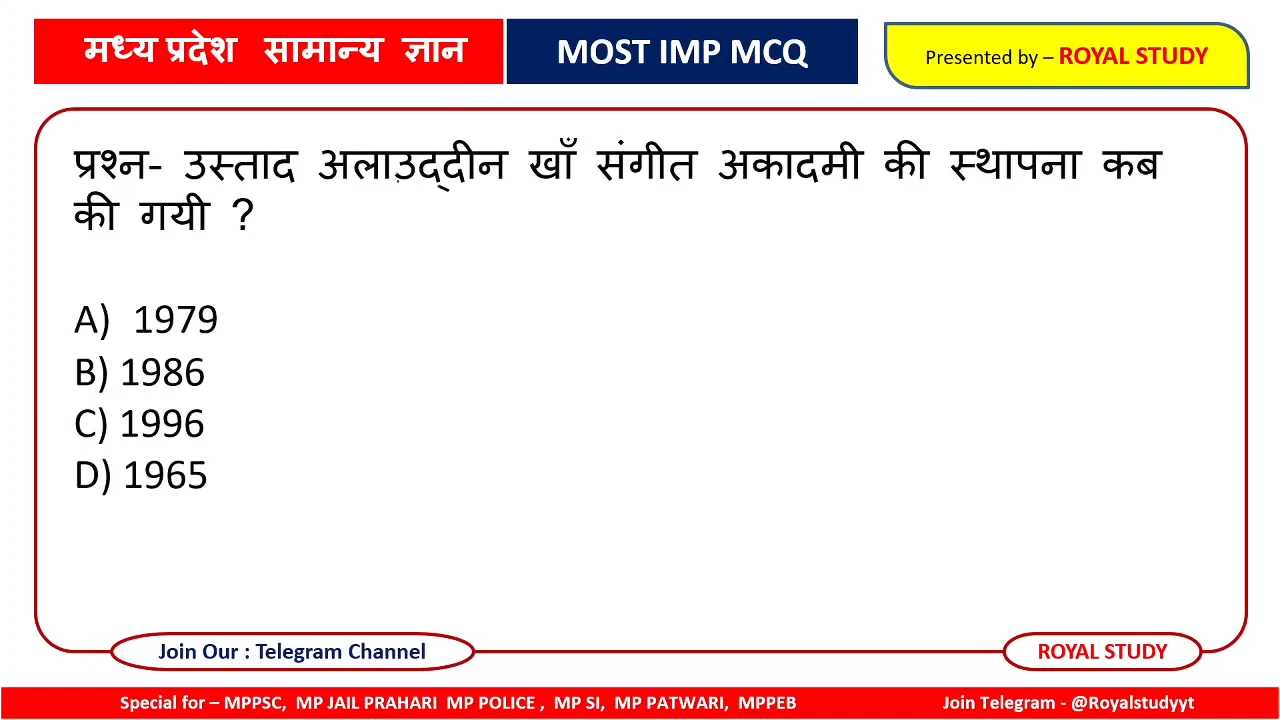 मध्य प्रदेश सामान्य ज्ञान MOST IMP MCQ Presented by – ROYAL STUDY
प्रश्न- उस्ताद अलाउ़द्दीन खाँ संगीत अकादमी की स्थापना कब
की गयी ?
A) 1979
B) 1986
C) 1996
D) 1965
Join Our : Telegram Channel ROYAL STUDY
Special for – MPPSC, MP JAIL PRAHARI MP POLICE , MP SI, MP PATWARI, MPPEB Join Telegram - @Royalstudyyt